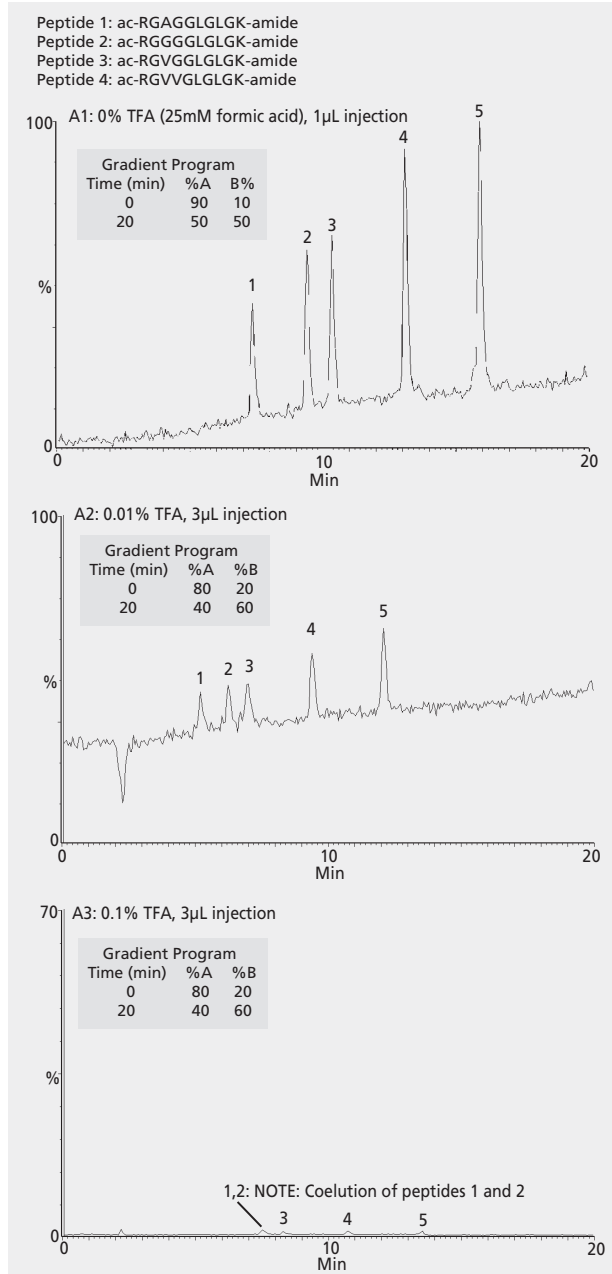 Peptide 1: ac-RGAGGLGLGK-amide
Peptide 2: ac-RGGGGLGLGK-amide
Peptide 3: ac-RGVGGLGLGK-amide
Peptide 4: ac-RGVVGLGLGK-amide
A1: 0% TFA (25mM formic acid), 1µL injection
100
Gradient Program
Time (min) %A B%
0 90 10
20 50 50
1
2
3
4
5
%
0
0 10 20
Min
A2: 0.01% TFA, 3µL injection
100
Gradient Program
Time (min) %A %B
0 80 20
20 40 60
1
2
3
4
5
%
0
0 10 20
Min
A3: 0.1% TFA, 3µL injection
70
Gradient Program
Time (min) %A %B
0 80 20
20 40 60
%
1,2: NOTE: Coelution of peptides 1 and 2
3 4 5
0
0 10 20
Min